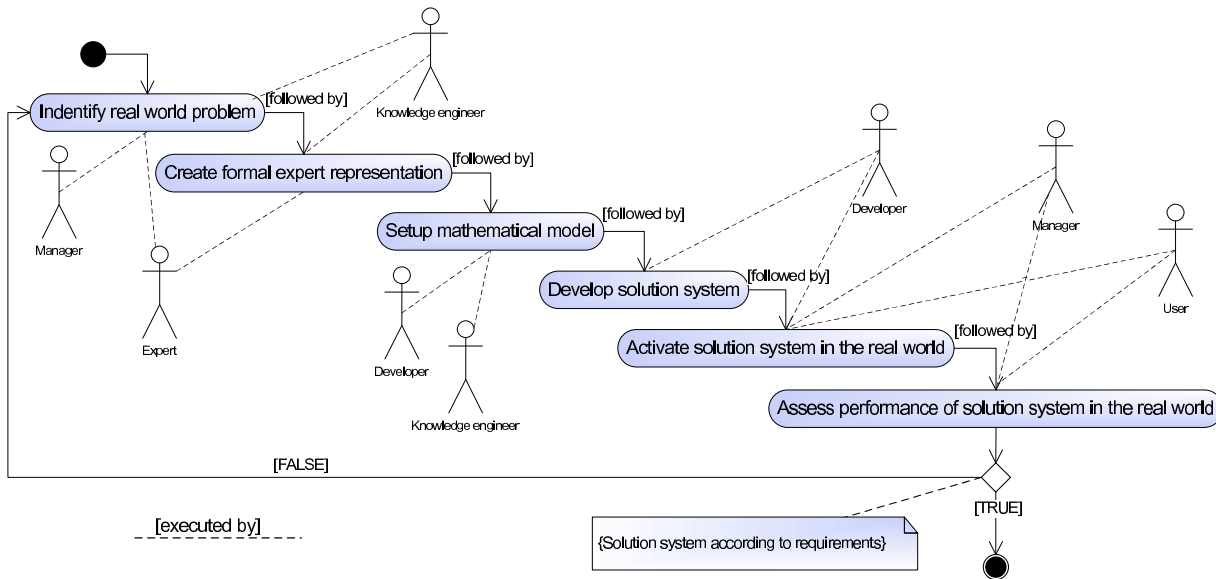 Knowledge engineer
Indentify real world problem
[followed by]
Create formal expert representation
[followed by]
Manager
Expert
Setup mathematical model
[followed by]
Developer
Manager
User
Develop solution system
[followed by]
Developer
Knowledge engineer
Activate solution system in the real world
[followed by]
Assess performance of solution system in the real world
[FALSE]
[TRUE]
[executed by]
{Solution system according to requirements}